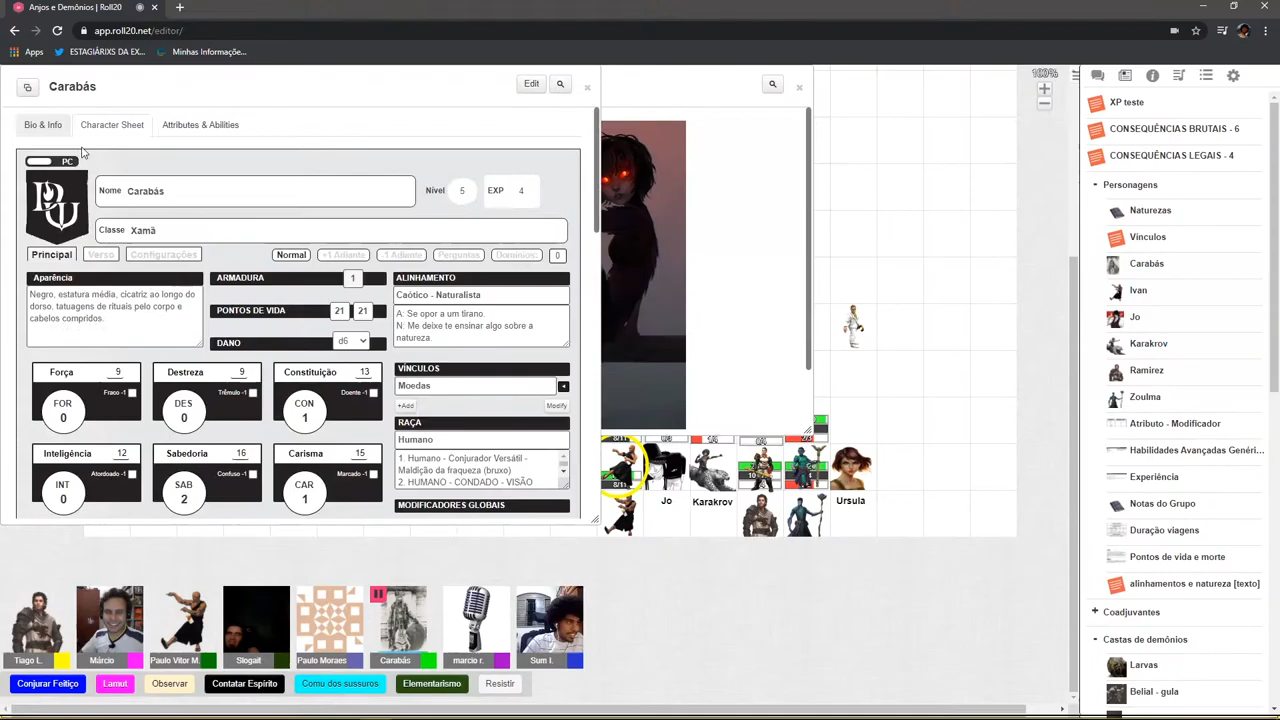 Anjos e Demônios | Roll20
app.roll20.net/editor/
Apps
ESTAGIÁRIXS DA EX...
Minhas Informaçõe...
Carabás
Edit
Bio & Info
Character Sheet
Attributes & Abilities
PC
Nome Carabás
Nível 5
EXP 4
Classe Xamã
Principal
Verso
Configurações
Normal
+1 Adiante
-1 Adiante
Perguntas
Domínios:
0
Aparência
Negro, estatura média, cicatriz ao longo do
dorso, tatuagens de rituais pelo corpo e
cabelos compridos.
ARMADURA 1
PONTOS DE VIDA 21 21
DANO d6
ALINHAMENTO
Caótico - Naturalista
A: Se opor a um tirano.
N: Me deixe te ensinar algo sobre a
natureza.
Força 9
Fraco -1
FOR
0
Destreza 9
Trêmulo -1
DES
0
Constituição 13
Doente -1
CON
1
VÍNCULOS
Moedas
+Add
Modify
RAÇA
Humano
1. Humano - Conjurador Versátil -
Maldição da fraqueza (bruxo)
2. HUMANO - CONDADO - VISÃO
MODIFICADORES GLOBAIS
Inteligência 12
Atordoado -1
INT
0
Sabedoria 16
Confuso -1
SAB
2
Carisma 15
Marcado -1
CAR
1
8/11
Jo
Karakrov
Ursula
100%
XP teste
CONSEQUÊNCIAS BRUTAIS - 6
CONSEQUÊNCIAS LEGAIS - 4
Personagens
Naturezas
Vínculos
Carabás
Ivan
Jo
Karakrov
Ramirez
Zoulma
Atributo - Modificador
Habilidades Avançadas Genéri...
Experiência
Notas do Grupo
Duração viagens
Pontos de vida e morte
alinhamentos e natureza [texto]
Coadjuvantes
Castas de demônios
Larvas
Belial - gula
Tiago L.
Márcio
Paulo Vitor M.
Slogait
Paulo Moraes
Carabás
marcio r.
Sum I.
Conjurar Feitiço
Lamut
Observar
Contatar Espírito
Comu dos sussuros
Elementarismo
Resistir